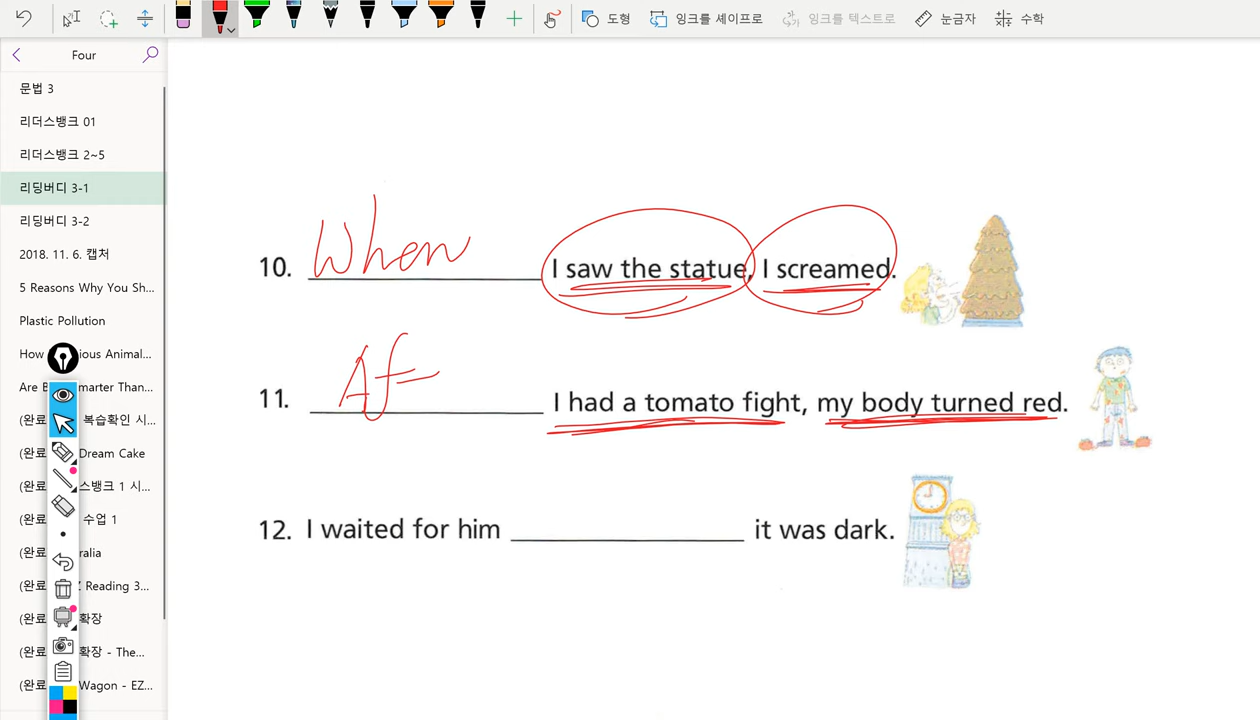 도형 잉크를 셰이프로 잉크를 텍스트로 눈금자 수학
Four
문법 3
리더스뱅크 01
리더스뱅크 2~5
리딩버디 3-1
리딩버디 3-2
2018. 11. 6. 캡처
5 Reasons Why You Sh...
Plastic Pollution
How
ious Animal...
Are B
marter Than...
(완료
복습확인 시...
(완료
Dream Cake
(완료
스뱅크 1 시...
(완료
수업 1
(완료
ralia
(완료
Reading 3...
(완료
확장
(완료
확장 - The...
(완료
Wagon - EZ...
10. When I saw the statue, I screamed.
11. Af I had a tomato fight, my body turned red.
12. I waited for him ____________ it was dark.